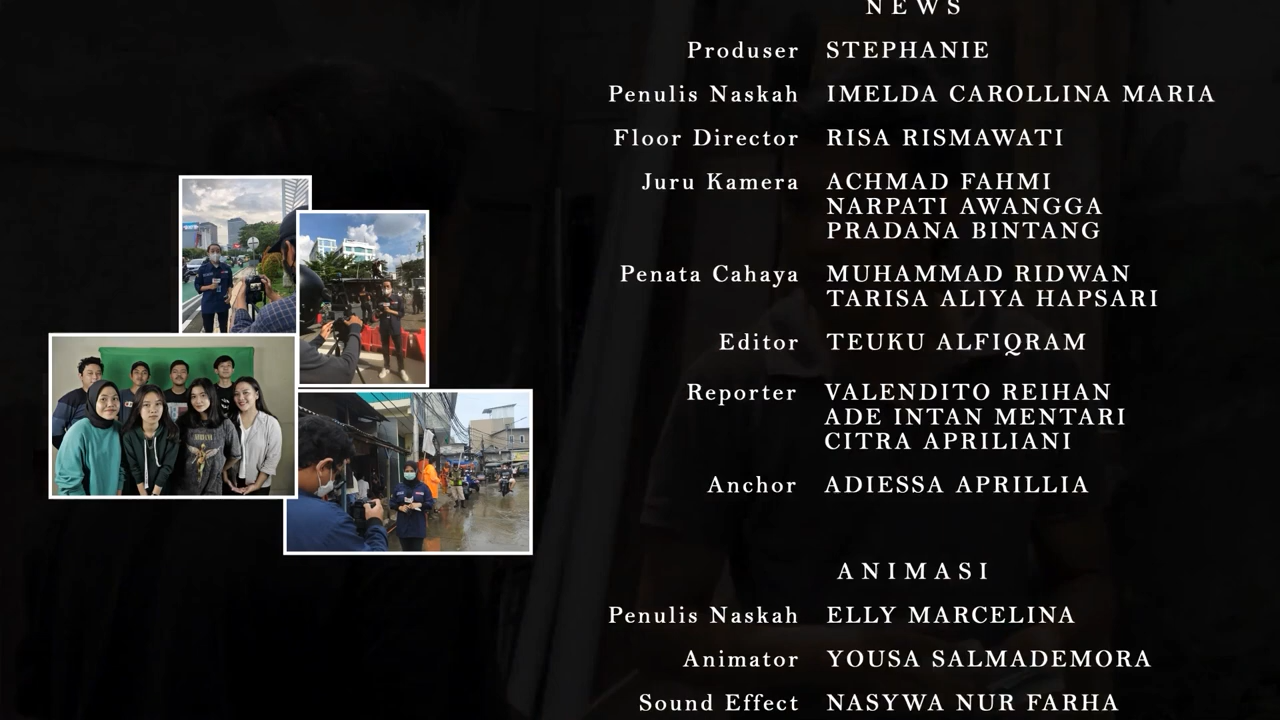 NEWS
Produser STEPHANIE
Penulis Naskah IMELDA CAROLLINA MARIA
Floor Director RISA RISMAWATI
Juru Kamera ACHMAD FAHMI
NARPATI AWANGGA
PRADANA BINTANG
Penata Cahaya MUHAMMAD RIDWAN
TARISA ALIYA HAPSARI
Editor TEUKU ALFIQRAM
Reporter VALENDITO REIHAN
ADE INTAN MENTARI
CITRA APRILIANI
Anchor ADIESSA APRILLIA
ANIMASI
Penulis Naskah ELLY MARCELINA
Animator YOUSA SALMADEMORA
Sound Effect NASYWA NUR FARHA